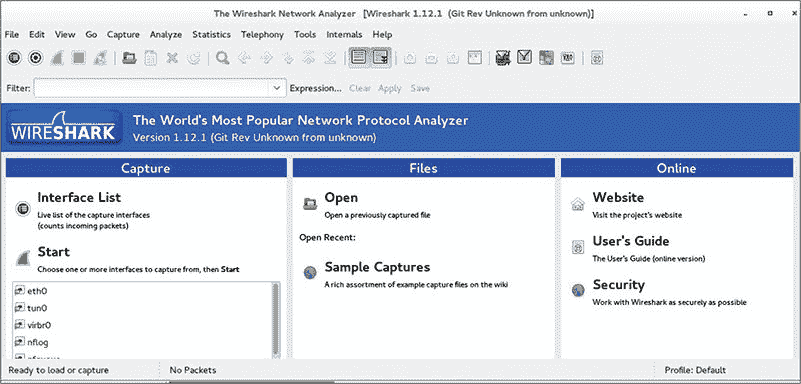 The Wireshark Network Analyzer [Wireshark 1.12.1 (Git Rev Unknown from unknown)]
File Edit View Go Capture Analyze Statistics Telephony Tools Internals Help
Filter: Expression... Clear Apply Save
WIRESHARK
The World's Most Popular Network Protocol Analyzer
Version 1.12.1 (Git Rev Unknown from unknown)
Capture
Interface List
Live list of the capture interfaces
(counts incoming packets)
Start
Choose one or more interfaces to capture from, then Start
eth0
tun0
virbr0
nflog
Files
Open
Open a previously captured file
Open Recent:
Sample Captures
A rich assortment of example capture files on the wiki
Online
Website
Visit the project's website
User's Guide
The User's Guide (online version)
Security
Work with Wireshark as securely as possible
Ready to load or capture
No Packets
Profile: Default